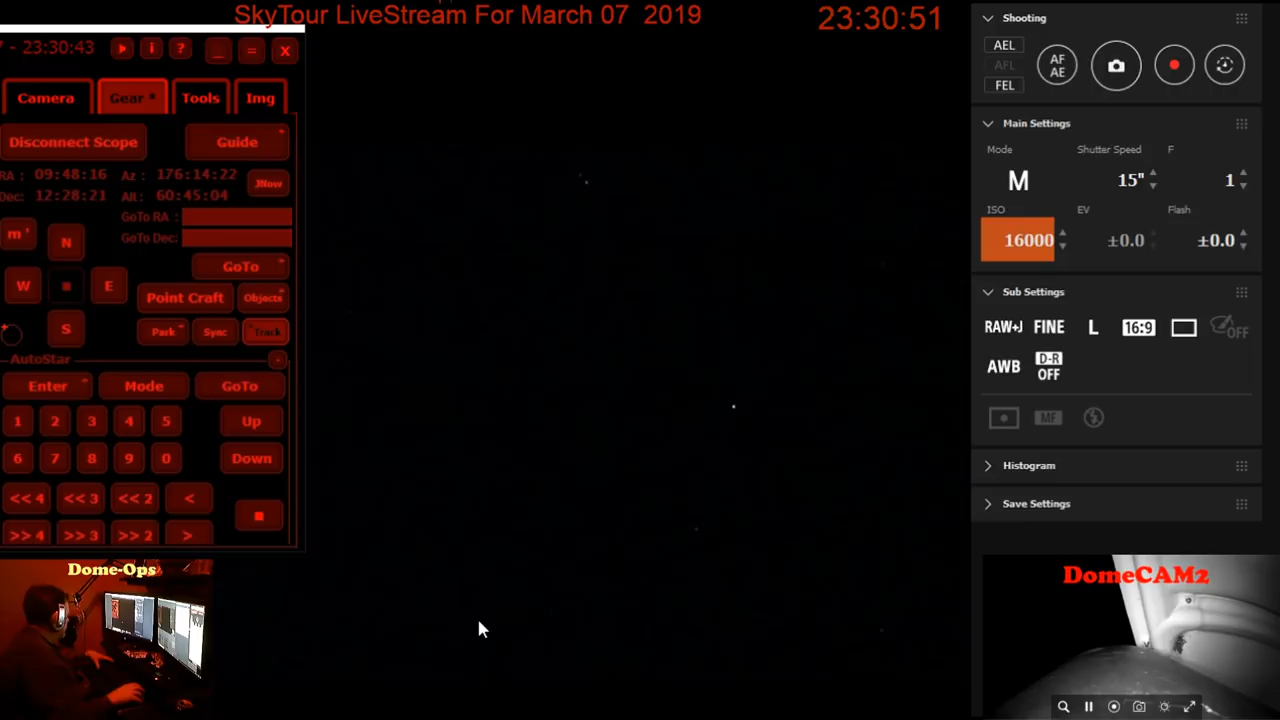 SkyTour LiveStream For March 07 2019
23:30:51
- 23:30:43
i ? _ = x
Camera Gear * Tools Img
Disconnect Scope Guide
RA : 09:48:16 Az : 176:14:22
Dec: 12:28:21 Alt: 60:45:04
JNow
GoTo RA :
GoTo Dec:
m '
N
GoTo
W E
Point Craft Objects
S
Park Sync Track
AutoStar
Enter Mode GoTo
1 2 3 4 5 Up
6 7 8 9 0 Down
<< 4 << 3 << 2 <
>> 4 >> 3 >> 2 >
Dome-Ops
Shooting
AEL
AFL
FEL
AF
AE
Main Settings
Mode Shutter Speed F
M 15" 1
ISO EV Flash
16000 ±0.0 ±0.0
Sub Settings
RAW+J FINE L 16:9 OFF
AWB D-R
OFF
MF
Histogram
Save Settings
DomeCAM2